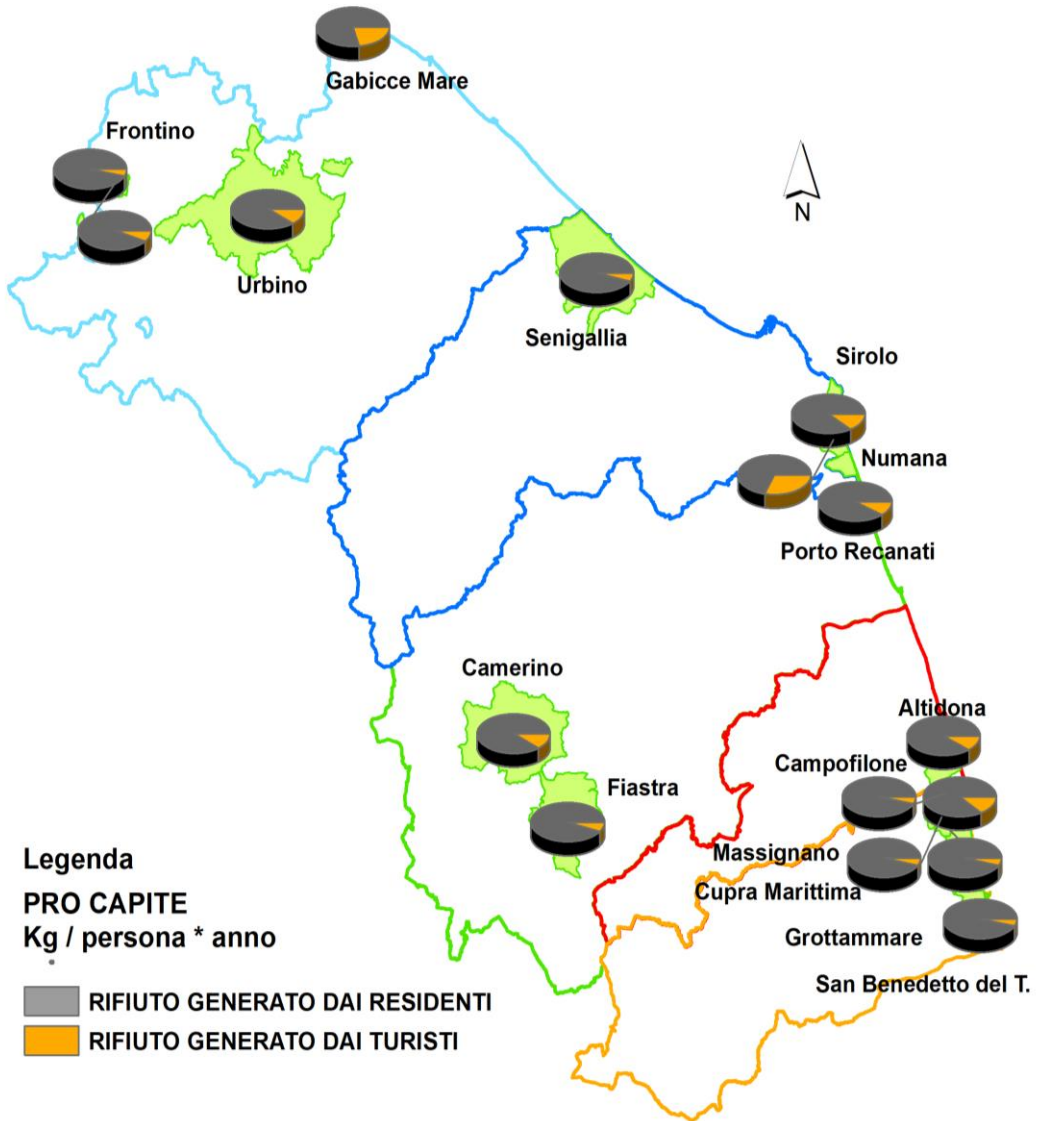 Gabicce Mare
Frontino
N
Urbino
Senigallia
Sirolo
Numana
Porto Recanati
Camerino
Altidona
Campofilone
Fiastra
Massignano
Cupra Marittima
Grottammare
San Benedetto del T.
Legenda
PRO CAPITE
Kg / persona * anno
RIFIUTO GENERATO DAI RESIDENTI
RIFIUTO GENERATO DAI TURISTI